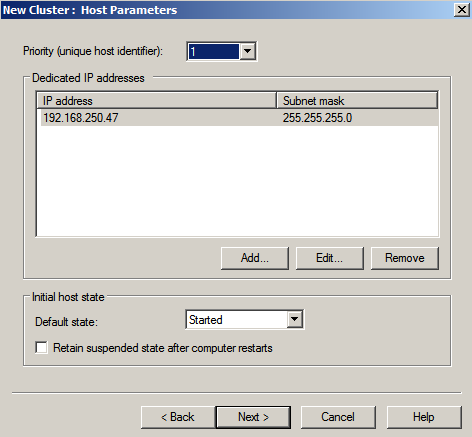 New Cluster : Host Parameters
Priority (unique host identifier): 1
Dedicated IP addresses
IP address Subnet mask
192.168.250.47 255.255.255.0
Add... Edit... Remove
Initial host state
Default state: Started
Retain suspended state after computer restarts
< Back Next > Cancel Help